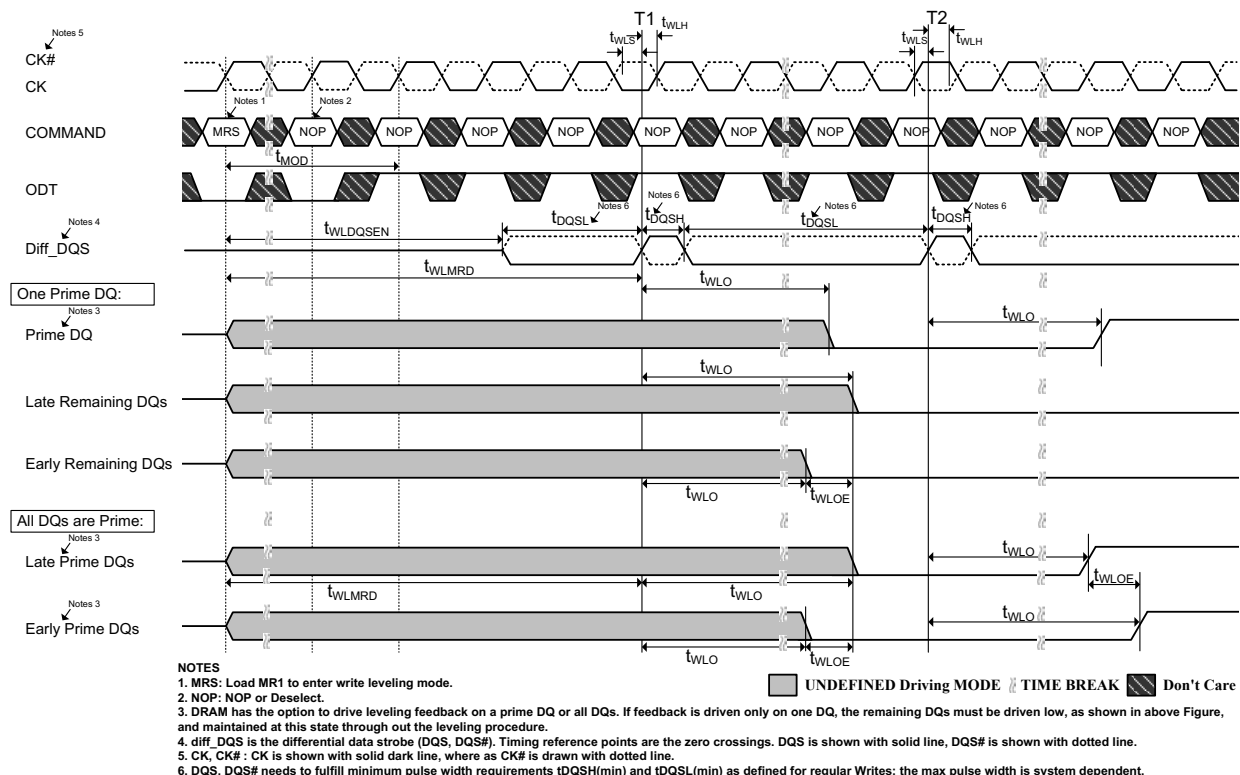 T1 tWLH T2
Notes 5 tWLS tWLS tWLH
CK#
CK
Notes 1 Notes 2
COMMAND MRS NOP NOP NOP NOP NOP NOP NOP NOP NOP NOP NOP
tMOD
ODT
Notes 6 Notes 6 Notes 6 Notes 6
Notes 4 tDQSL tDQSH tDQSL tDQSH
tWLDQSEN
Diff_DQS
tWLMRD
tWLO
One Prime DQ:
Notes 3
Prime DQ tWLO
tWLO
Late Remaining DQs
Early Remaining DQs
tWLO tWLOE
All DQs are Prime:
Notes 3
Late Prime DQs tWLO
tWLOE
tWLMRD tWLO
Notes 3
Early Prime DQs tWLO
tWLO tWLOE
NOTES
1. MRS: Load MR1 to enter write leveling mode.
UNDEFINED Driving MODE TIME BREAK Don't Care
2. NOP: NOP or Deselect.
3. DRAM has the option to drive leveling feedback on a prime DQ or all DQs. If feedback is driven only on one DQ, the remaining DQs must be driven low, as shown in above Figure,
and maintained at this state through out the leveling procedure.
4. diff_DQS is the differential data strobe (DQS, DQS#). Timing reference points are the zero crossings. DQS is shown with solid line, DQS# is shown with dotted line.
5. CK, CK# : CK is shown with solid dark line, where as CK# is drawn with dotted line.
6. DQS, DQS# needs to fulfill minimum pulse width requirements tDQSH(min) and tDQSL(min) as defined for regular Writes; the max pulse width is system dependent.